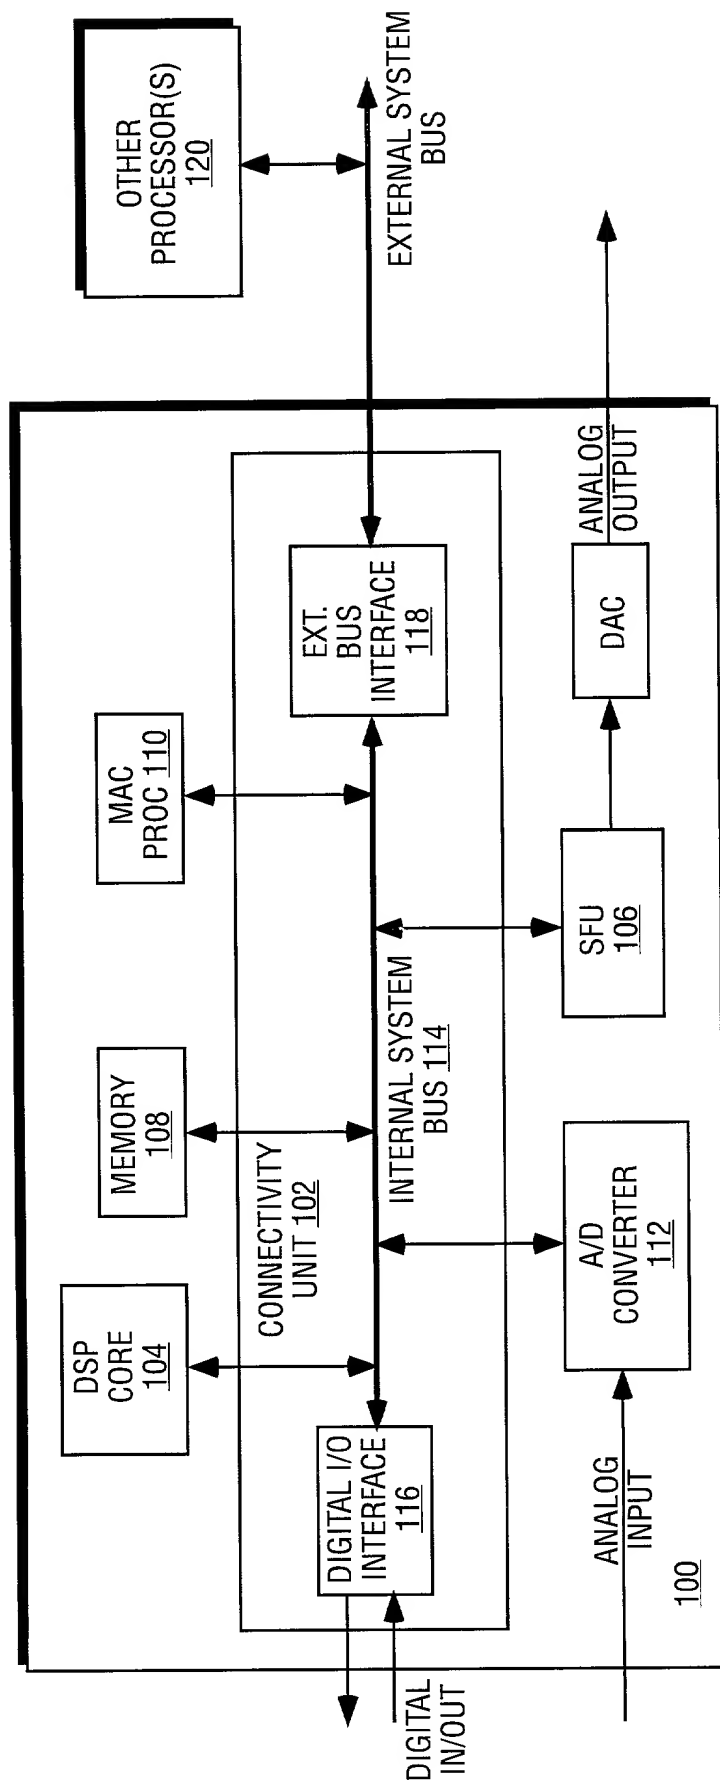 OTHER
PROCESSOR(S)
120
EXTERNAL SYSTEM
BUS
DSP
CORE
104
MEMORY
108
MAC
PROC 110
CONNECTIVITY
UNIT 102
DIGITAL I/O
INTERFACE
116
INTERNAL SYSTEM
BUS 114
EXT.
BUS
INTERFACE
118
DIGITAL
IN/OUT
ANALOG
INPUT
A/D
CONVERTER
112
SFU
106
DAC
ANALOG
OUTPUT
100